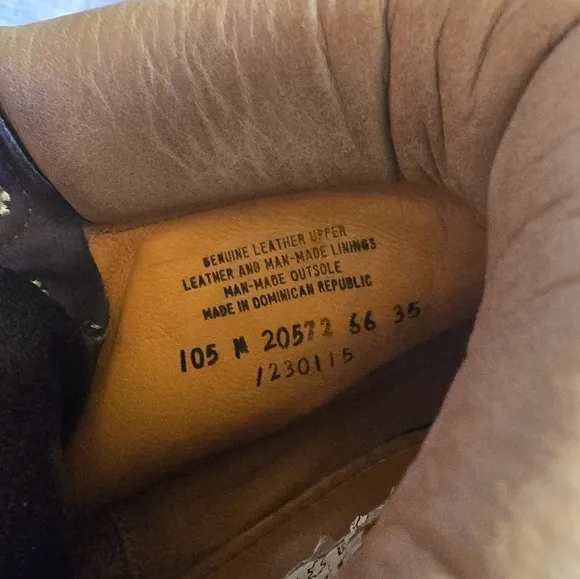 GENUINE LEATHER UPPER
LEATHER AND MAN-MADE LININGS
MAN-MADE OUTSOLE
MADE IN DOMINICAN REPUBLIC
105 M 20572 66 35
1230115